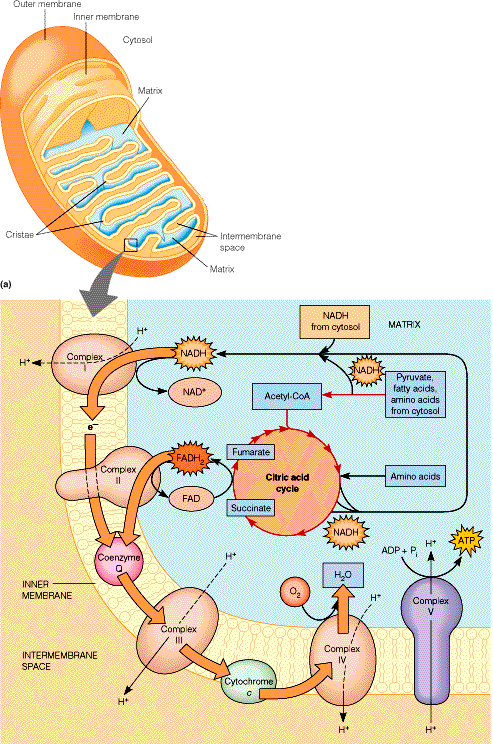 Outer membrane
Inner membrane
Cytosol
Matrix
Cristae
Intermembrane
space
Matrix
(a)
H⁺
NADH
from cytosol
MATRIX
H⁺
Complex
I
NADH
NADH
NAD⁺
Pyruvate,
fatty acids,
amino acids
from cytosol
Acetyl-CoA
e⁻
Complex
II
FADH₂
Fumarate
Citric acid
cycle
Amino acids
FAD
Succinate
NADH
Coenzyme
Q
H⁺
H₂O
ADP + Pᵢ
H⁺
ATP
INNER
MEMBRANE
O₂
H⁺
Complex
V
INTERMEMBRANE
SPACE
Complex
III
Complex
IV
Cytochrome
c
H⁺
H⁺
H⁺